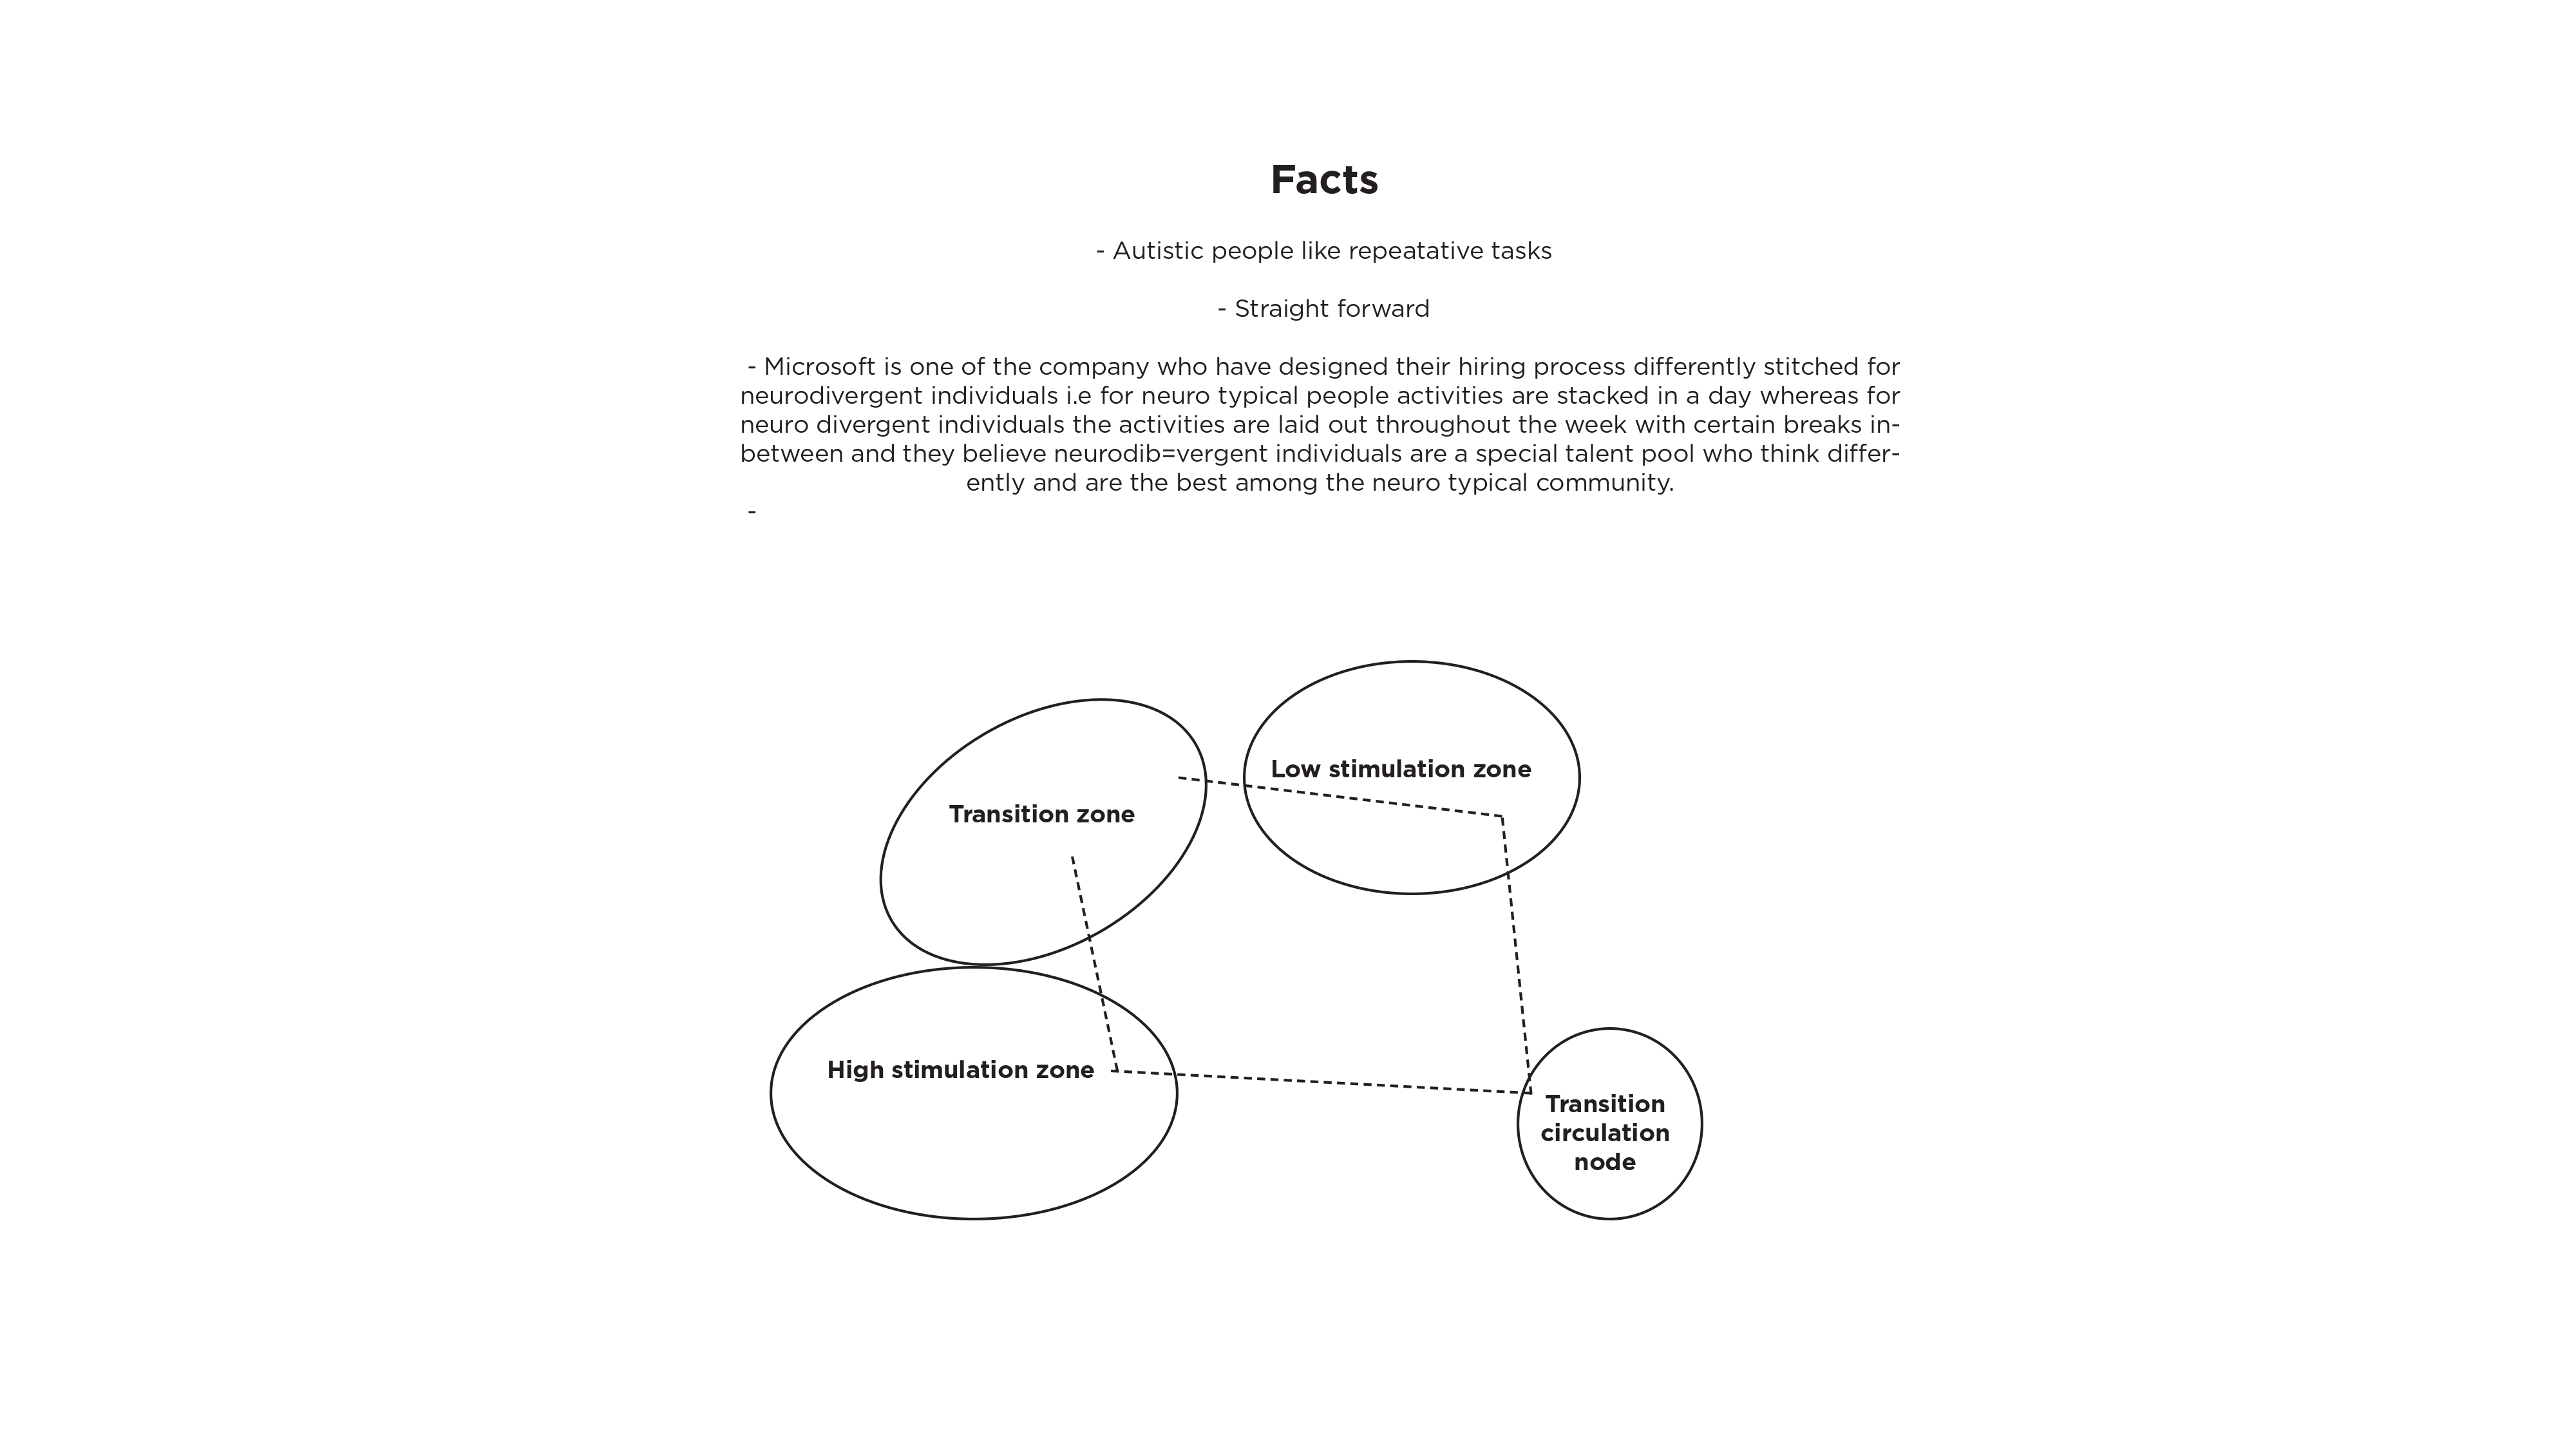 Facts
- Autistic people like repeatative tasks
- Straight forward
- Microsoft is one of the company who have designed their hiring process differently stitched for
neurodivergent individuals i.e for neuro typical people activities are stacked in a day whereas for
neuro divergent individuals the activities are laid out throughout the week with certain breaks in-
between and they believe neurodib=vergent individuals are a special talent pool who think differ-
ently and are the best among the neuro typical community.
-
Low stimulation zone
Transition zone
High stimulation zone
Transition
circulation
node